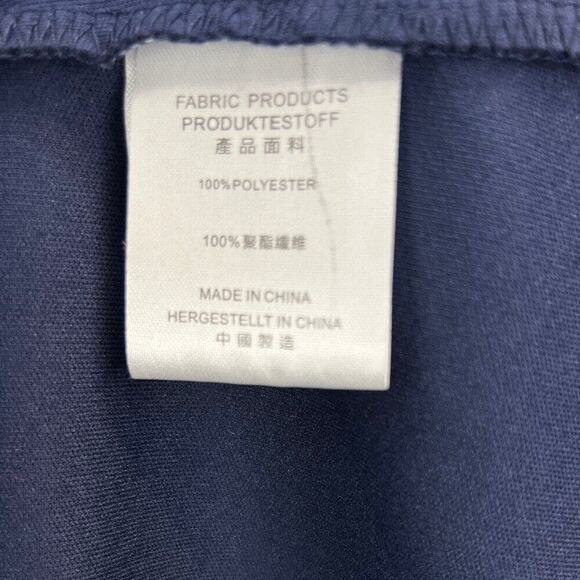 FABRIC PRODUCTS
PRODUKTESTOFF
產品面料
100%POLYESTER
100%聚酯纖维
MADE IN CHINA
HERGESTELLT IN CHINA
中國製造